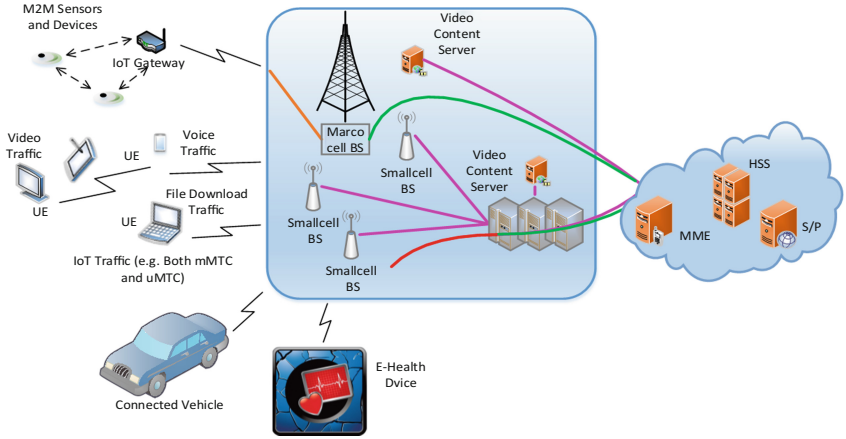 M2M Sensors
and Devices
IoT Gateway
Video
Traffic
UE
UE
Voice
Traffic
File Download
Traffic
UE
IoT Traffic (e.g. Both mMTC
and uMTC)
Connected Vehicle
E-Health
Dvice
Marco
cell BS
Video
Content
Server
Smallcell
BS
Video
Content
Server
Smallcell
BS
Smallcell
BS
HSS
MME
S/P